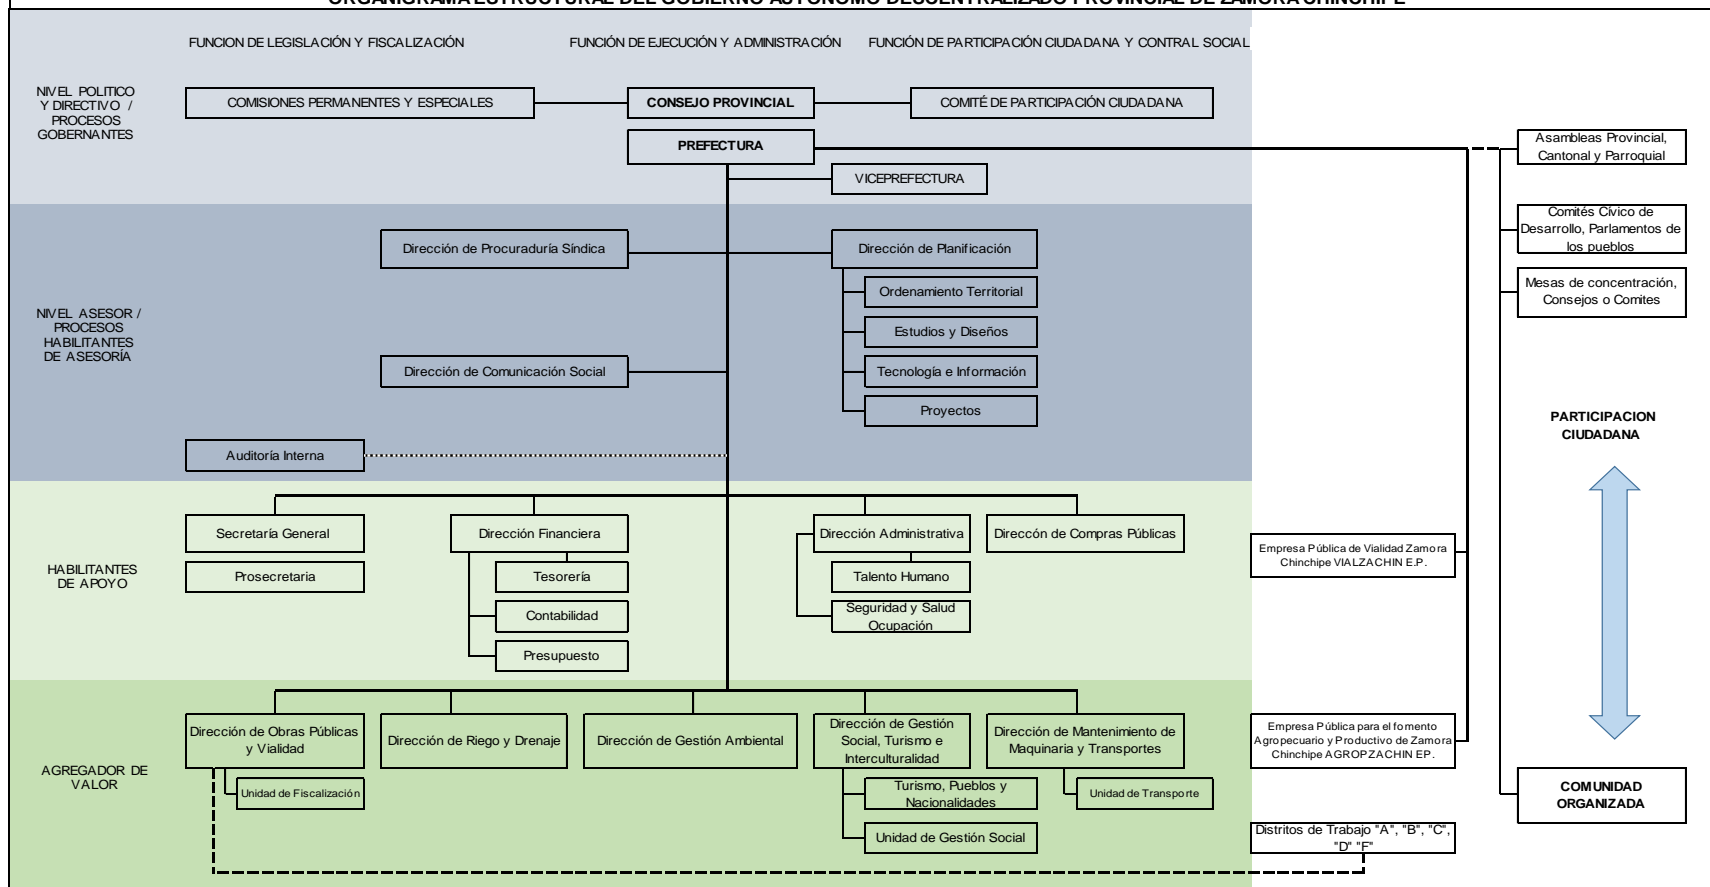 ORGANIGRAMA ESTRUCTURAL DEL GOBIERNO AUTONOMO DESCENTRALIZADO PROVINCIAL DE ZAMORA CHINCHIPE
FUNCION DE LEGISLACIÓN Y FISCALIZACIÓN
FUNCIÓN DE EJECUCIÓN Y ADMINISTRACIÓN
FUNCIÓN DE PARTICIPACIÓN CIUDADANA Y CONTRAL SOCIAL
NIVEL POLITICO
Y DIRECTIVO /
PROCESOS
GOBERNANTES
COMISIONES PERMANENTES Y ESPECIALES
CONSEJO PROVINCIAL
COMITÉ DE PARTICIPACIÓN CIUDADANA
PREFECTURA
VICEPREFECTURA
Asambleas Provincial,
Cantonal y Parroquial
Comités Cívico de
Desarrollo, Parlamentos de
los pueblos
Mesas de concentración,
Consejos o Comites
NIVEL ASESOR /
PROCESOS
HABILITANTES
DE ASESORÍA
Dirección de Procuraduría Síndica
Dirección de Planificación
Ordenamiento Territorial
Estudios y Diseños
Dirección de Comunicación Social
Tecnología e Información
Proyectos
Auditoría Interna
PARTICIPACION
CIUDADANA
HABILITANTES
DE APOYO
Secretaría General
Prosecretaria
Dirección Financiera
Tesorería
Contabilidad
Presupuesto
Dirección Administrativa
Talento Humano
Seguridad y Salud
Ocupación
Direccón de Compras Públicas
Empresa Pública de Vialidad Zamora
Chinchipe VIALZACHIN E.P.
AGREGADOR DE
VALOR
Dirección de Obras Públicas
y Vialidad
Unidad de Fiscalización
Dirección de Riego y Drenaje
Dirección de Gestión Ambiental
Dirección de Gestión
Social, Turismo e
Interculturalidad
Turismo, Pueblos y
Nacionalidades
Unidad de Gestión Social
Dirección de Mantenimiento de
Maquinaria y Transportes
Unidad de Transporte
Empresa Pública para el fomento
Agropecuario y Productivo de Zamora
Chinchipe AGROPZACHIN EP.
Distritos de Trabajo "A", "B", "C",
"D" "F"
COMUNIDAD
ORGANIZADA